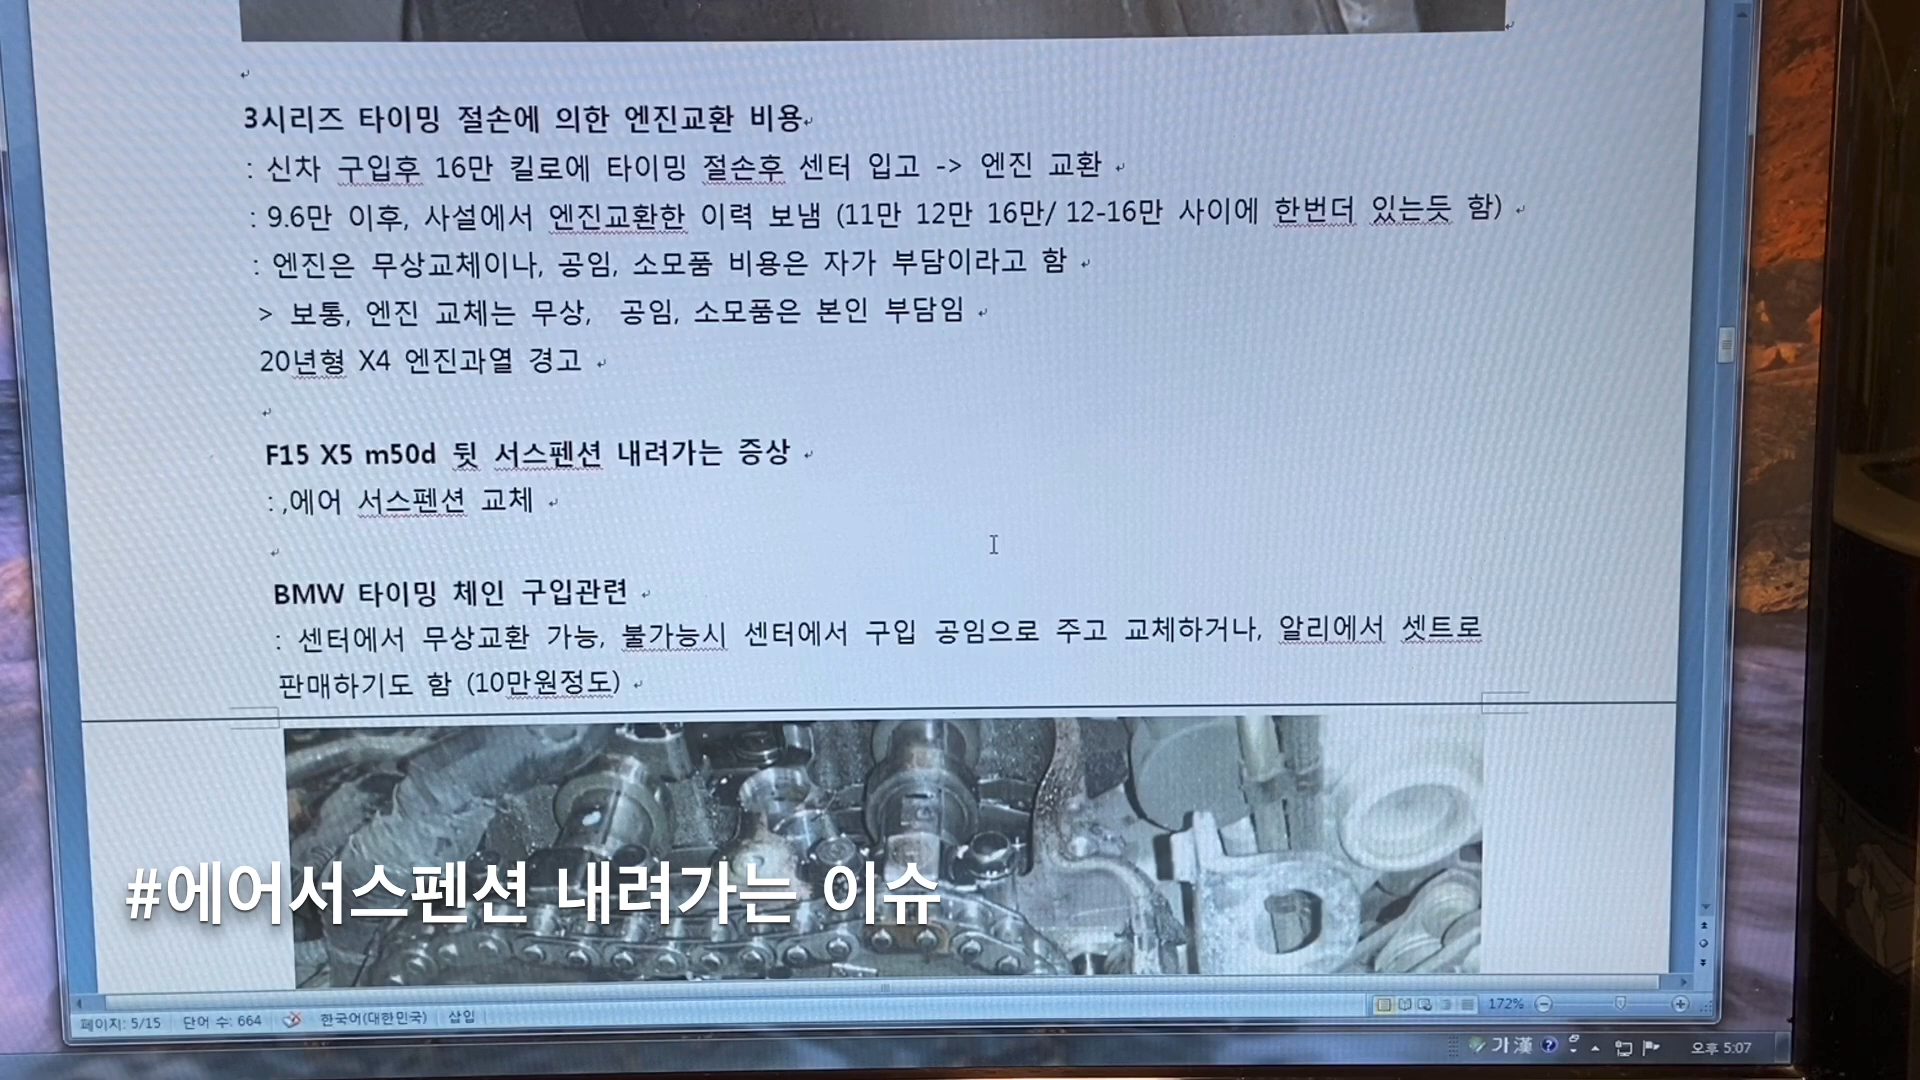 3시리즈 타이밍 절손에 의한 엔진교환 비용
: 신차 구입후 16만 킬로에 타이밍 절손후 센터 입고 -> 엔진 교환
: 9.6만 이후, 사설에서 엔진교환한 이력 보냄 (11만 12만 16만/ 12-16만 사이에 한번더 있는듯 함)
: 엔진은 무상교체이나, 공임, 소모품 비용은 자가 부담이라고 함
> 보통, 엔진 교체는 무상, 공임, 소모품은 본인 부담임
20년형 X4 엔진과열 경고
F15 X5 m50d 뒷 서스펜션 내려가는 증상
: ,에어 서스펜션 교체
BMW 타이밍 체인 구입관련
: 센터에서 무상교환 가능, 불가능시 센터에서 구입 공임으로 주고 교체하거나, 알리에서 셋트로
판매하기도 함 (10만원정도)
#에어서스펜션 내려가는 이슈
페이지: 5/15 단어 수: 664 한국어(대한민국) 삽입 172%
가 漢 오후 5:07